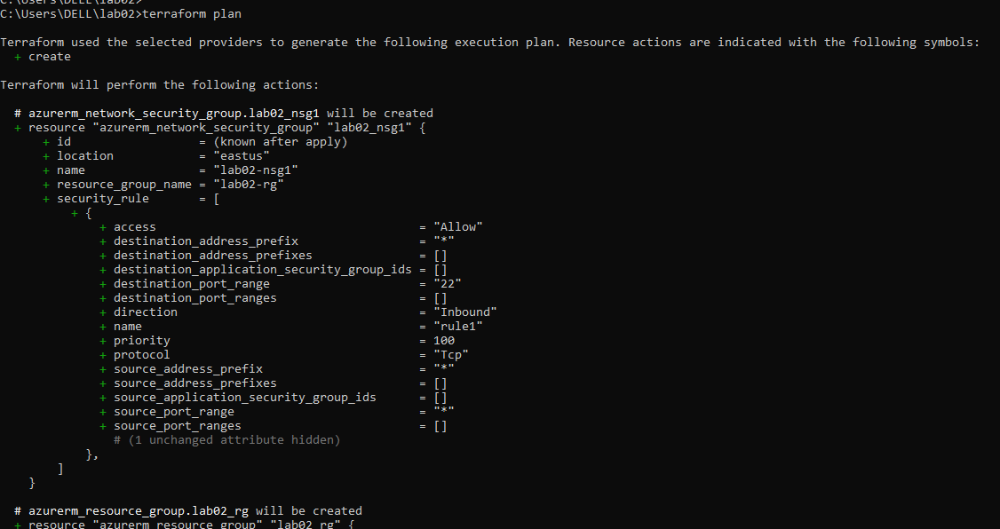 C:\Users\DELL\lab02>
C:\Users\DELL\lab02>terraform plan
Terraform used the selected providers to generate the following execution plan. Resource actions are indicated with the following symbols:
+ create
Terraform will perform the following actions:
# azurerm_network_security_group.lab02_nsg1 will be created
+ resource "azurerm_network_security_group" "lab02_nsg1" {
+ id = (known after apply)
+ location = "eastus"
+ name = "lab02-nsg1"
+ resource_group_name = "lab02-rg"
+ security_rule = [
+ {
+ access = "Allow"
+ destination_address_prefix = "*"
+ destination_address_prefixes = []
+ destination_application_security_group_ids = []
+ destination_port_range = "22"
+ destination_port_ranges = []
+ direction = "Inbound"
+ name = "rule1"
+ priority = 100
+ protocol = "Tcp"
+ source_address_prefix = "*"
+ source_address_prefixes = []
+ source_application_security_group_ids = []
+ source_port_range = "*"
+ source_port_ranges = []
# (1 unchanged attribute hidden)
},
]
}
# azurerm_resource_group.lab02_rg will be created
+ resource "azurerm_resource_group" "lab02_rg" {